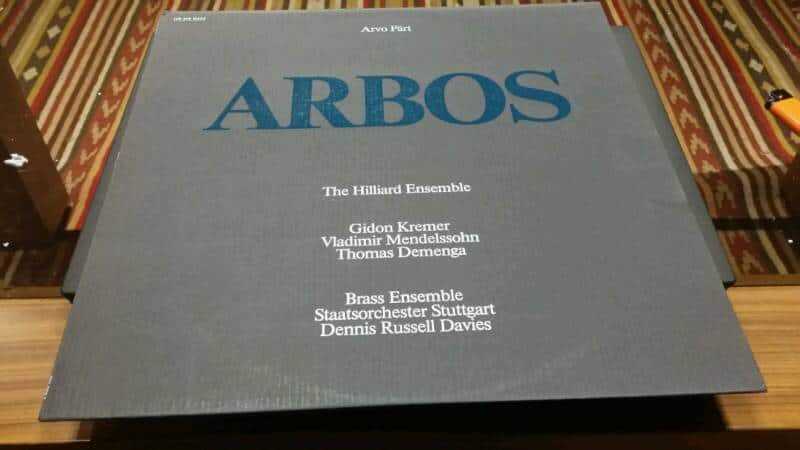 Arvo Pärt
ARBOS
The Hilliard Ensemble
Gidon Kremer
Vladimir Mendelssohn
Thomas Demenga
Brass Ensemble
Staatsorchester Stuttgart
Dennis Russell Davies